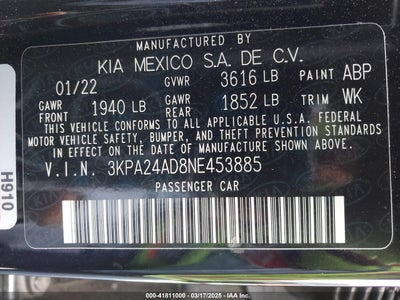 MANUFACTURED BY
KIA MEXICO S.A. DE C.V.
01/22 GVWR 3616 LB PAINT ABP
GAWR FRONT 1940 LB GAWR REAR 1852 LB TRIM WK
THIS VEHICLE CONFORMS TO ALL APPLICABLE U.S.A. FEDERAL
MOTOR VEHICLE SAFETY, BUMPER, AND THEFT PREVENTION STANDARDS
IN EFFECT ON THE DATE OF MANUFACTURE SHOWN ABOVE.
V.I.N. 3KPA24AD8NE453885
PASSENGER CAR
H910
000-41811000 — 03/17/2025 — IAAI.COM